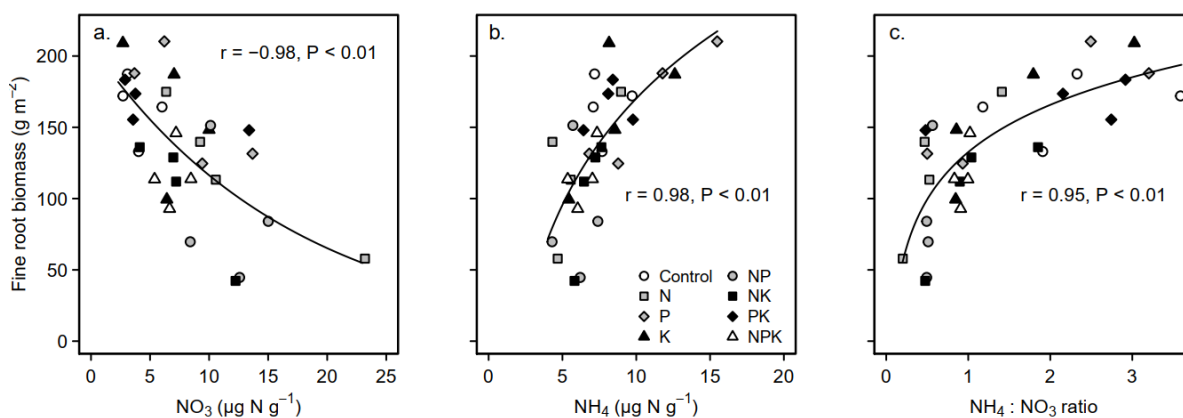 a.
r = −0.98, P < 0.01
Fine root biomass (g m⁻²)
200
150
100
50
0
0 5 10 15 20 25
NO₃ (µg N g⁻¹)
b.
r = 0.98, P < 0.01
Control
N
P
K
NP
NK
PK
NPK
0 5 10 15 20
NH₄ (µg N g⁻¹)
c.
r = 0.95, P < 0.01
0 1 2 3
NH₄ : NO₃ ratio